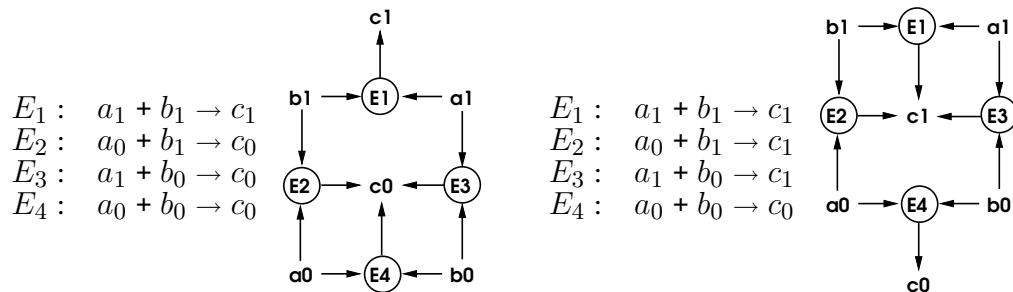 E₁ : a₁ + b₁ → c₁
E₂ : a₀ + b₁ → c₀
E₃ : a₁ + b₀ → c₀
E₄ : a₀ + b₀ → c₀
c1
b1 E1 a1
E2 c0 E3
a0 E4 b0
E₁ : a₁ + b₁ → c₁
E₂ : a₀ + b₁ → c₁
E₃ : a₁ + b₀ → c₁
E₄ : a₀ + b₀ → c₀
b1 E1 a1
E2 c1 E3
a0 E4 b0
c0